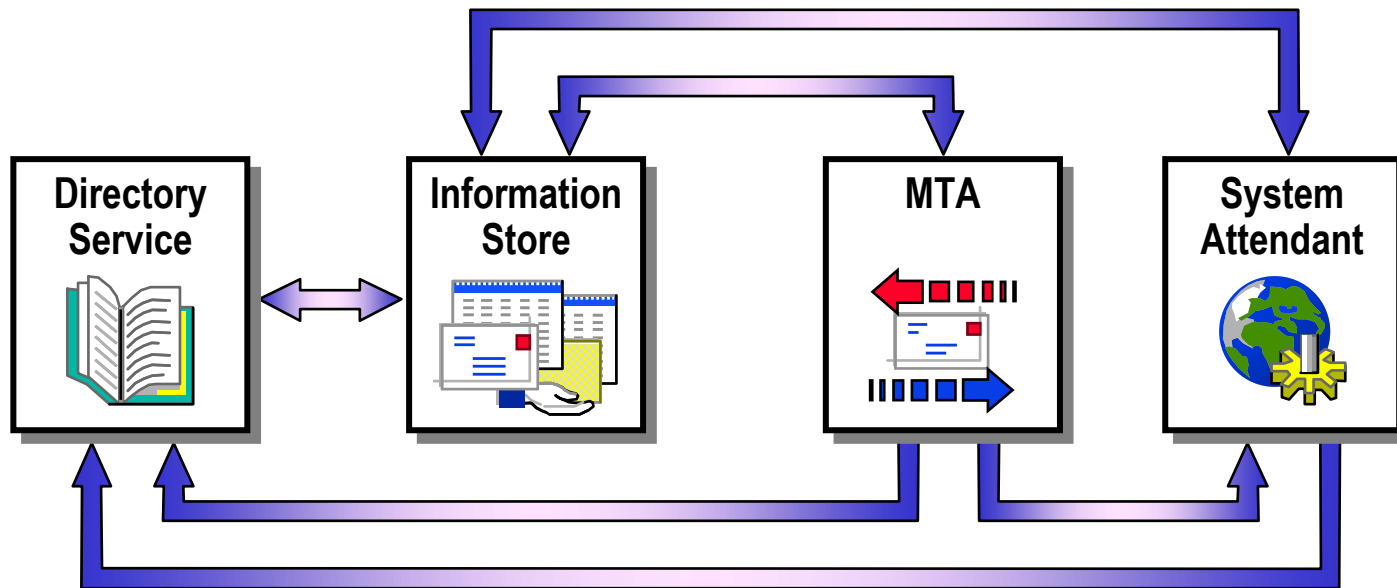 Directory
Service
Information
Store
MTA
System
Attendant